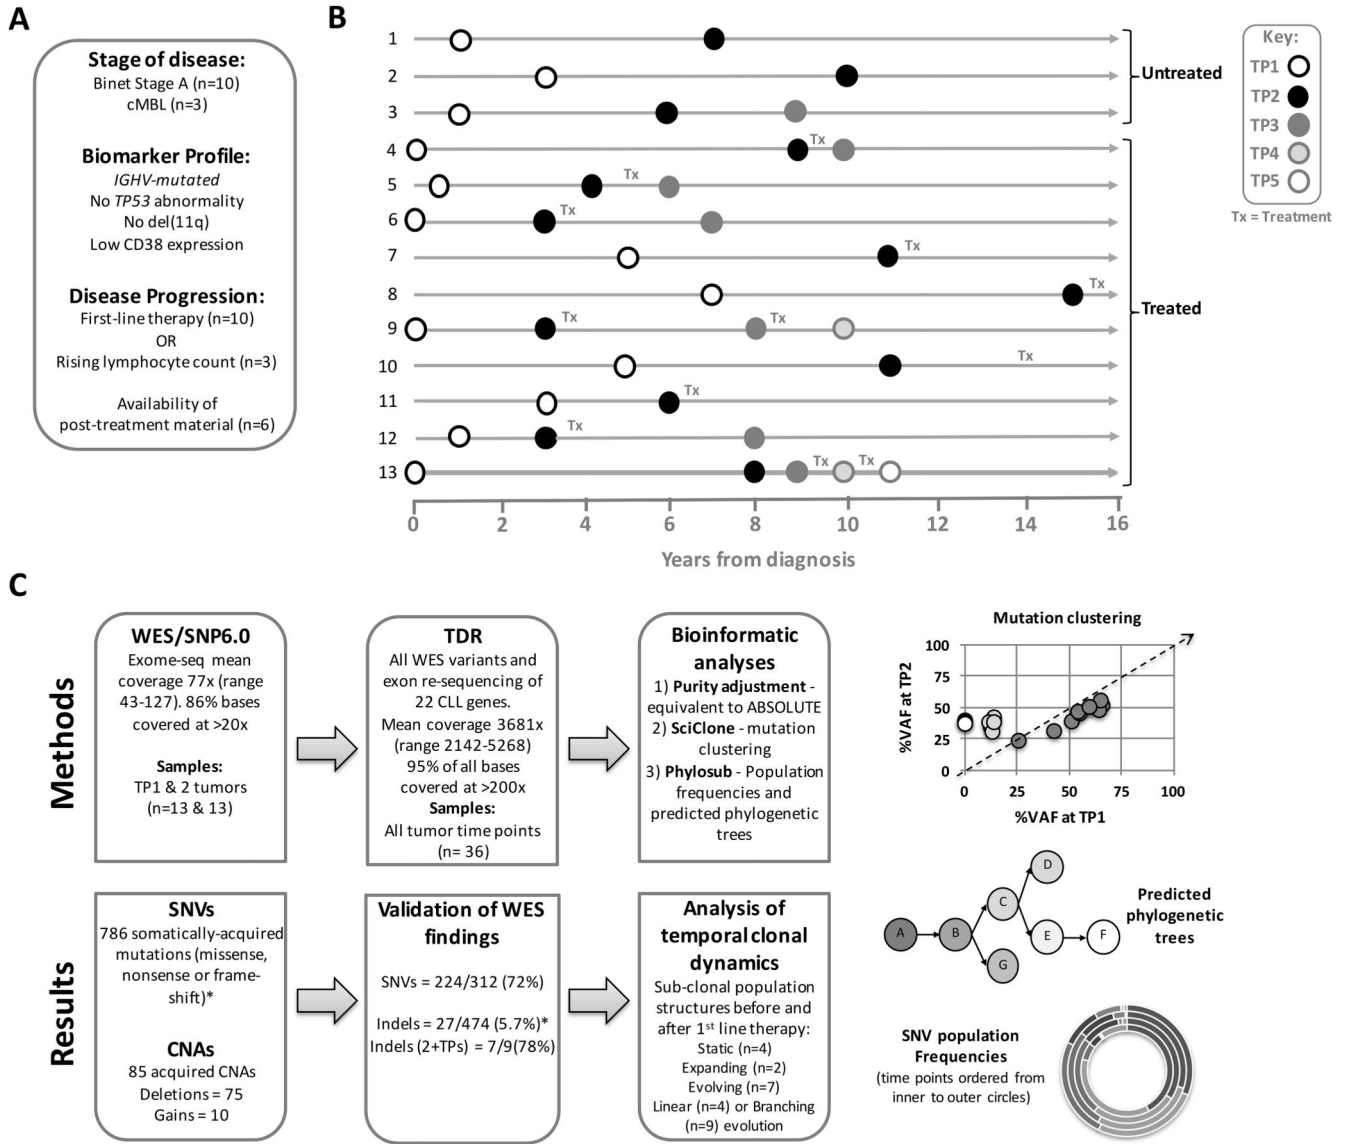 A
Stage of disease:
Binet Stage A (n=10)
cMBL (n=3)
Biomarker Profile:
IGHV-mutated
No TP53 abnormality
No del(11q)
Low CD38 expression
Disease Progression:
First-line therapy (n=10)
OR
Rising lymphocyte count (n=3)
Availability of
post-treatment material (n=6)
B
1
2
3
Untreated
4 Tx
5 Tx
6 Tx
7 Tx
8 Tx
Treated
9 Tx Tx
10 Tx
11 Tx
12 Tx
13 Tx Tx
0 2 4 6 8 10 12 14 16
Years from diagnosis
Key:
TP1
TP2
TP3
TP4
TP5
Tx = Treatment
C
Methods
WES/SNP6.0
Exome-seq mean
coverage 77x (range
43-127). 86% bases
covered at >20x
Samples:
TP1 & 2 tumors
(n=13 & 13)
TDR
All WES variants and
exon re-sequencing of
22 CLL genes.
Mean coverage 3681x
(range 2142-5268)
95% of all bases
covered at >200x
Samples:
All tumor time points
(n= 36)
Bioinformatic
analyses
1) Purity adjustment -
equivalent to ABSOLUTE
2) SciClone - mutation
clustering
3) Phylosub - Population
frequencies and
predicted phylogenetic
trees
Mutation clustering
%VAF at TP2
100
75
50
25
0
0 25 50 75 100
%VAF at TP1
Results
SNVs
786 somatically-acquired
mutations (missense,
nonsense or frame-
shift)*
CNAs
85 acquired CNAs
Deletions = 75
Gains = 10
Validation of WES
findings
SNVs = 224/312 (72%)
Indels = 27/474 (5.7%)*
Indels (2+TPs) = 7/9(78%)
Analysis of
temporal clonal
dynamics
Sub-clonal population
structures before and
after 1st line therapy:
Static (n=4)
Expanding (n=2)
Evolving (n=7)
Linear (n=4) or Branching
(n=9) evolution
D
C
A B E F
G
Predicted
phylogenetic
trees
SNV population
Frequencies
(time points ordered from
inner to outer circles)